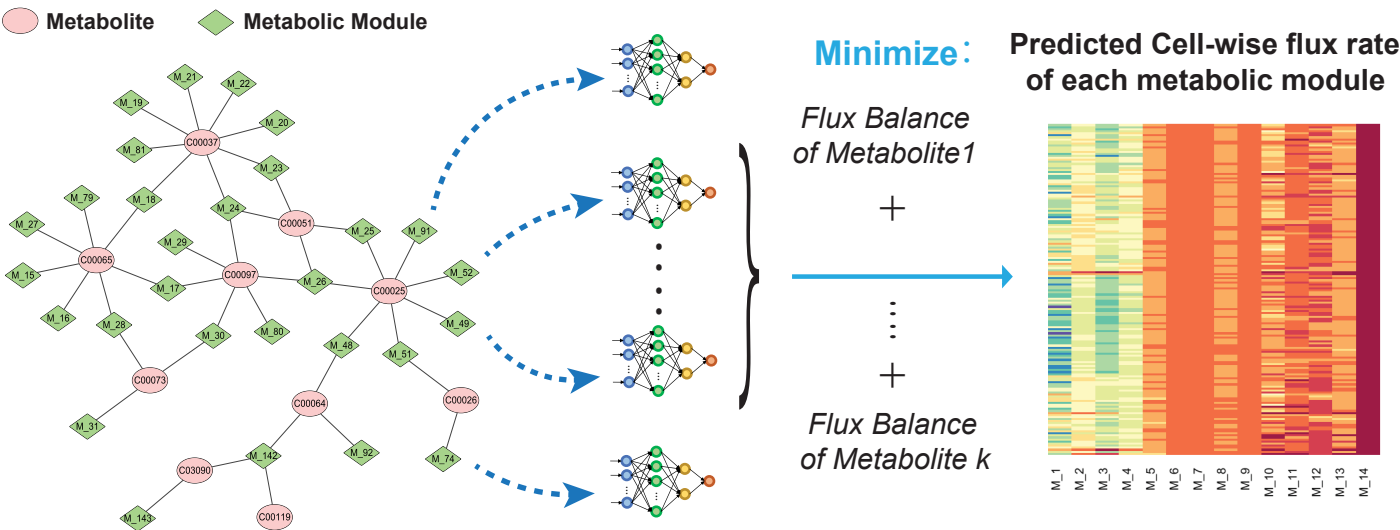 Metabolite
Metabolic Module
M_21
M_22
M_19
M_20
C00037
M_81
M_23
M_79
M_18
M_24
C00051
M_27
M_29
M_25
M_91
C00065
M_15
M_17
C00097
M_26
C00025
M_52
M_16
M_28
M_30
M_80
M_49
M_48
M_51
C00073
C00064
C00026
M_31
M_142
M_92
M_74
C03090
M_143
C00119
Minimize:
Flux Balance
of Metabolite1
+
+
Flux Balance
of Metabolite k
Predicted Cell-wise flux rate
of each metabolic module
M_1
M_2
M_3
M_4
M_5
M_6
M_7
M_8
M_9
M_10
M_11
M_12
M_13
M_14